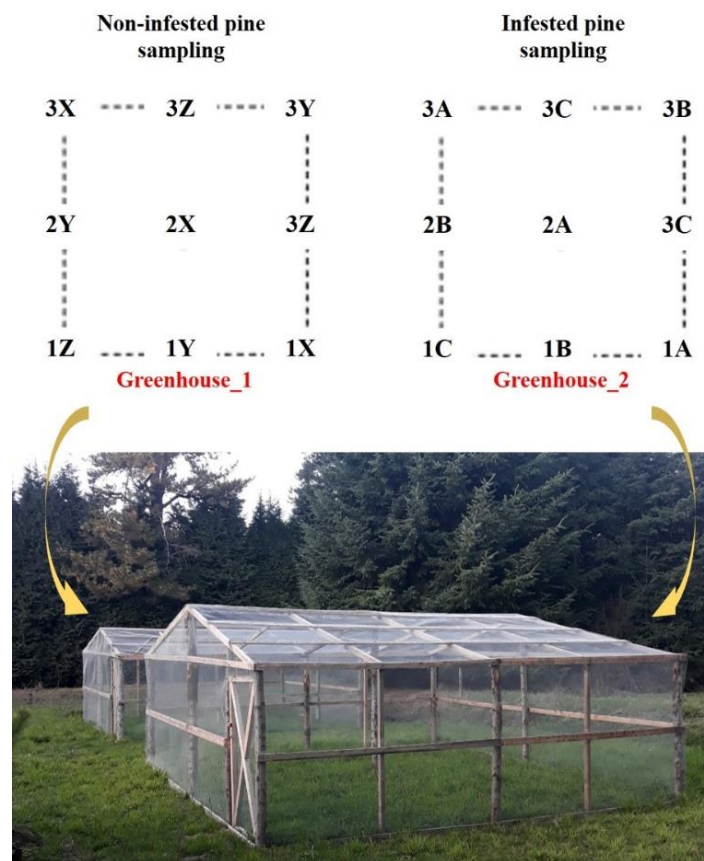 Non-infested pine
sampling
Infested pine
sampling
3X 3Z 3Y
3A 3C 3B
2Y 2X 3Z
2B 2A 3C
1Z 1Y 1X
1C 1B 1A
Greenhouse_1
Greenhouse_2